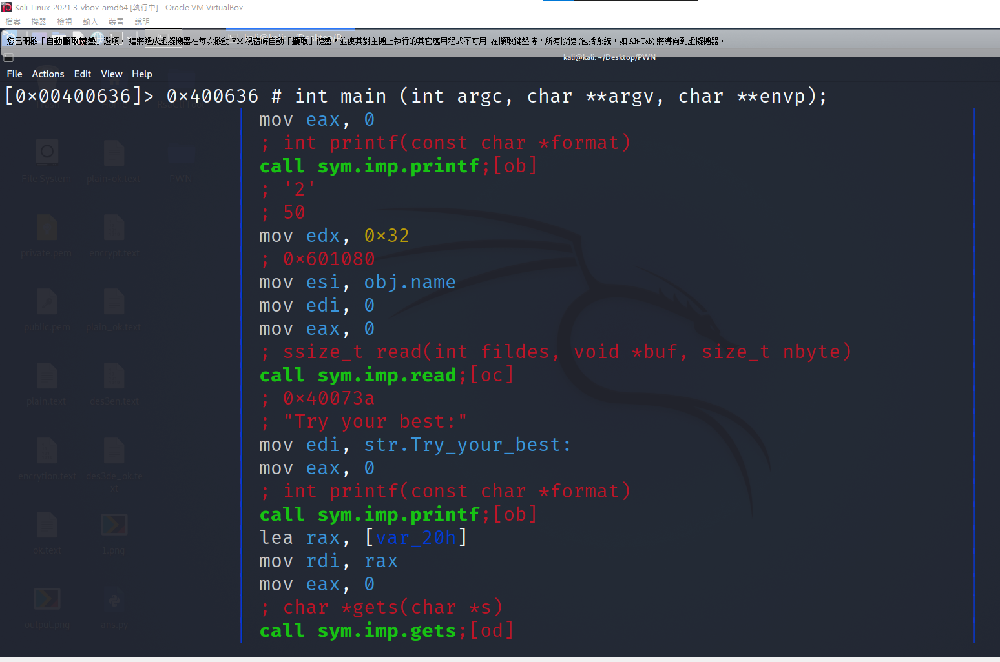 Kali-Linux-2021.3-vbox-amd64 [執行中] - Oracle VM VirtualBox
檔案 機器 檢視 輸入 裝置 說明
您已開啟「自動擷取鍵盤」選項。 這將造成虛擬機器在每次啟動 VM 視窗時自動「擷取」鍵盤，並使其對主機上執行的其它應用程式不可用: 在擷取鍵盤時，所有按鍵 (包括系統，如 Alt-Tab) 將導向到虛擬機器。
kali@kali: ~/Desktop/PWN
File Actions Edit View Help
[0×00400636]> 0×400636 # int main (int argc, char **argv, char **envp);
mov eax, 0
; int printf(const char *format)
call sym.imp.printf;[ob]
; '2'
; 50
mov edx, 0×32
; 0×601080
mov esi, obj.name
mov edi, 0
mov eax, 0
; ssize_t read(int fildes, void *buf, size_t nbyte)
call sym.imp.read;[oc]
; 0×40073a
; "Try your best:"
mov edi, str.Try_your_best:
mov eax, 0
; int printf(const char *format)
call sym.imp.printf;[ob]
lea rax, [var_20h]
mov rdi, rax
mov eax, 0
; char *gets(char *s)
call sym.imp.gets;[od]
File System plain-ok.text PWN
private.pem encrypt.text
public.pem plain_ok.text
plain.text des3en.text
encrytion.text des3de_ok.te
xt
ok.text 1.png
output.png ans.py